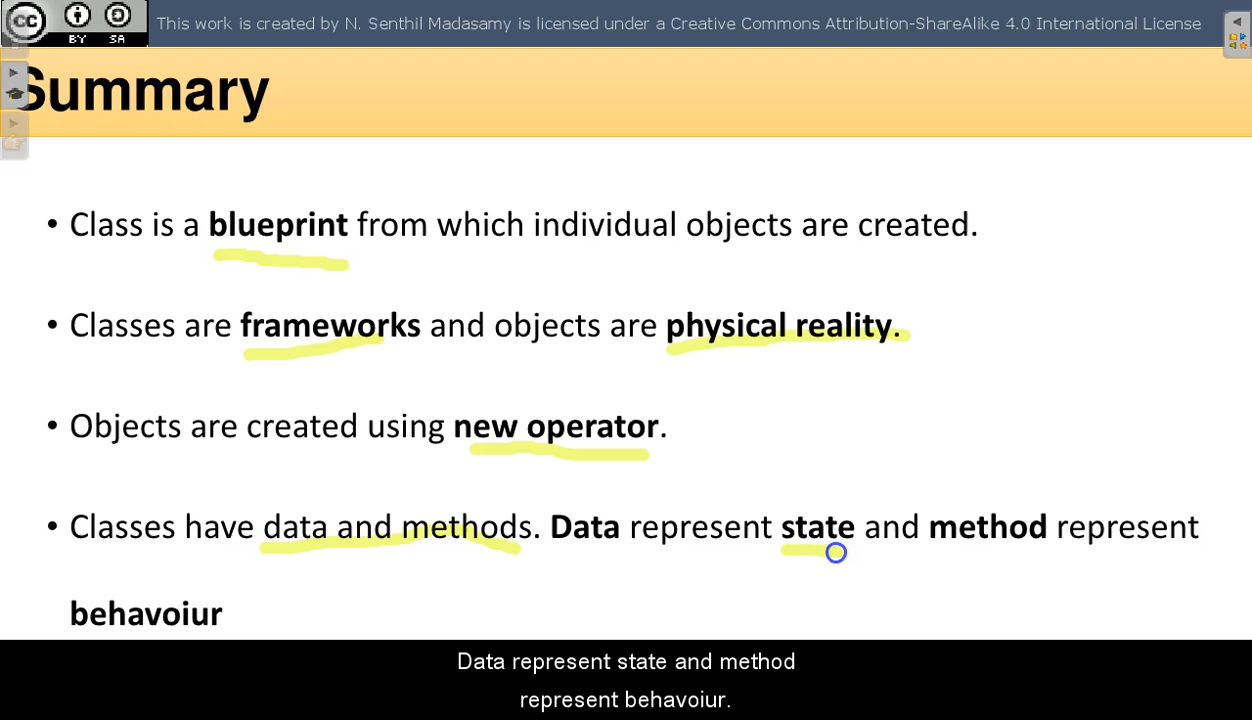 cc BY SA
This work is created by N. Senthil Madasamy is licensed under a Creative Commons Attribution-ShareAlike 4.0 International License
Summary
• Class is a blueprint from which individual objects are created.
• Classes are frameworks and objects are physical reality.
• Objects are created using new operator.
• Classes have data and methods. Data represent state and method represent
behavoiur
Data represent state and method
represent behavoiur.